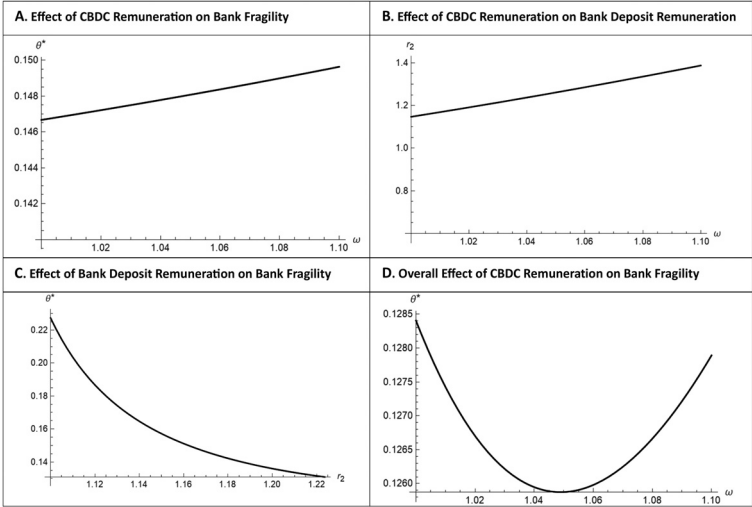 A. Effect of CBDC Remuneration on Bank Fragility
θ*
0.150
0.148
0.146
0.144
0.142
1.02 1.04 1.06 1.08 1.10 ω
B. Effect of CBDC Remuneration on Bank Deposit Remuneration
r2
1.4
1.2
1.0
0.8
1.02 1.04 1.06 1.08 1.10 ω
C. Effect of Bank Deposit Remuneration on Bank Fragility
θ*
0.22
0.20
0.18
0.16
0.14
1.12 1.14 1.16 1.18 1.20 1.22 r2
D. Overall Effect of CBDC Remuneration on Bank Fragility
θ*
0.1285
0.1280
0.1275
0.1270
0.1265
0.1260
1.02 1.04 1.06 1.08 1.10 ω